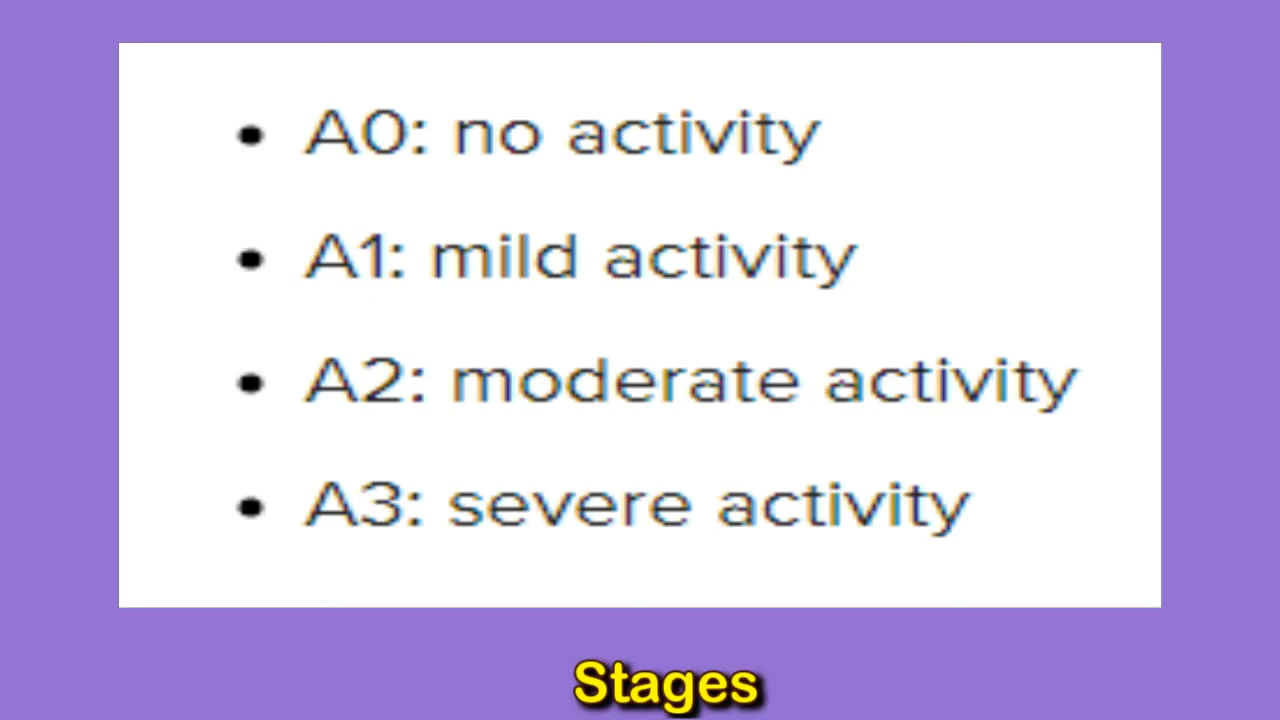 • A0: no activity
• A1: mild activity
• A2: moderate activity
• A3: severe activity
Stages